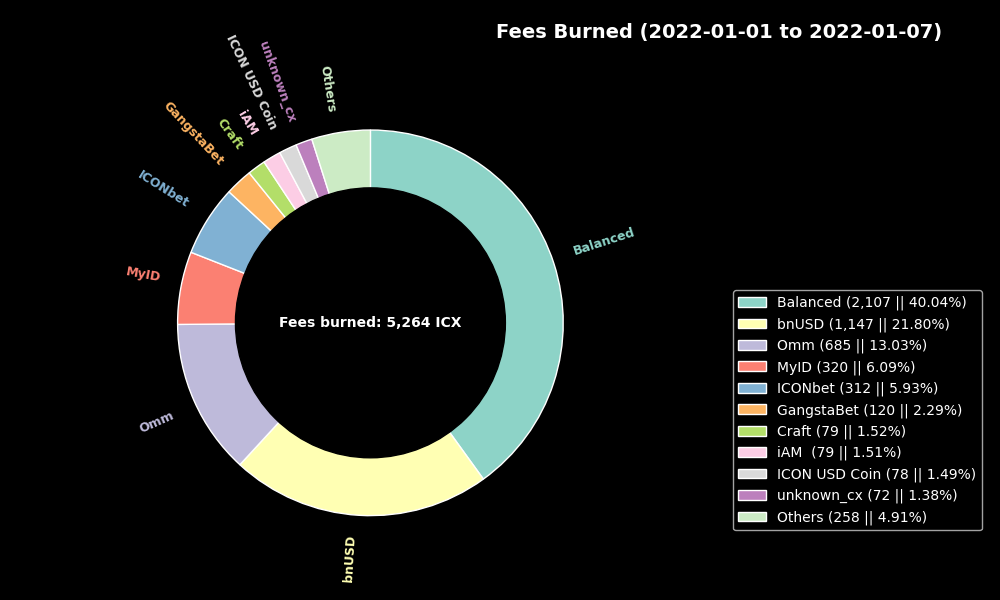 Fees Burned (2022-01-01 to 2022-01-07)
Others
unknown_cx
ICON USD Coin
iAM
Craft
GangstaBet
ICONbet
MyID
Omm
bnUSD
Balanced
Fees burned: 5,264 ICX
Balanced (2,107 || 40.04%)
bnUSD (1,147 || 21.80%)
Omm (685 || 13.03%)
MyID (320 || 6.09%)
ICONbet (312 || 5.93%)
GangstaBet (120 || 2.29%)
Craft (79 || 1.52%)
iAM  (79 || 1.51%)
ICON USD Coin (78 || 1.49%)
unknown_cx (72 || 1.38%)
Others (258 || 4.91%)